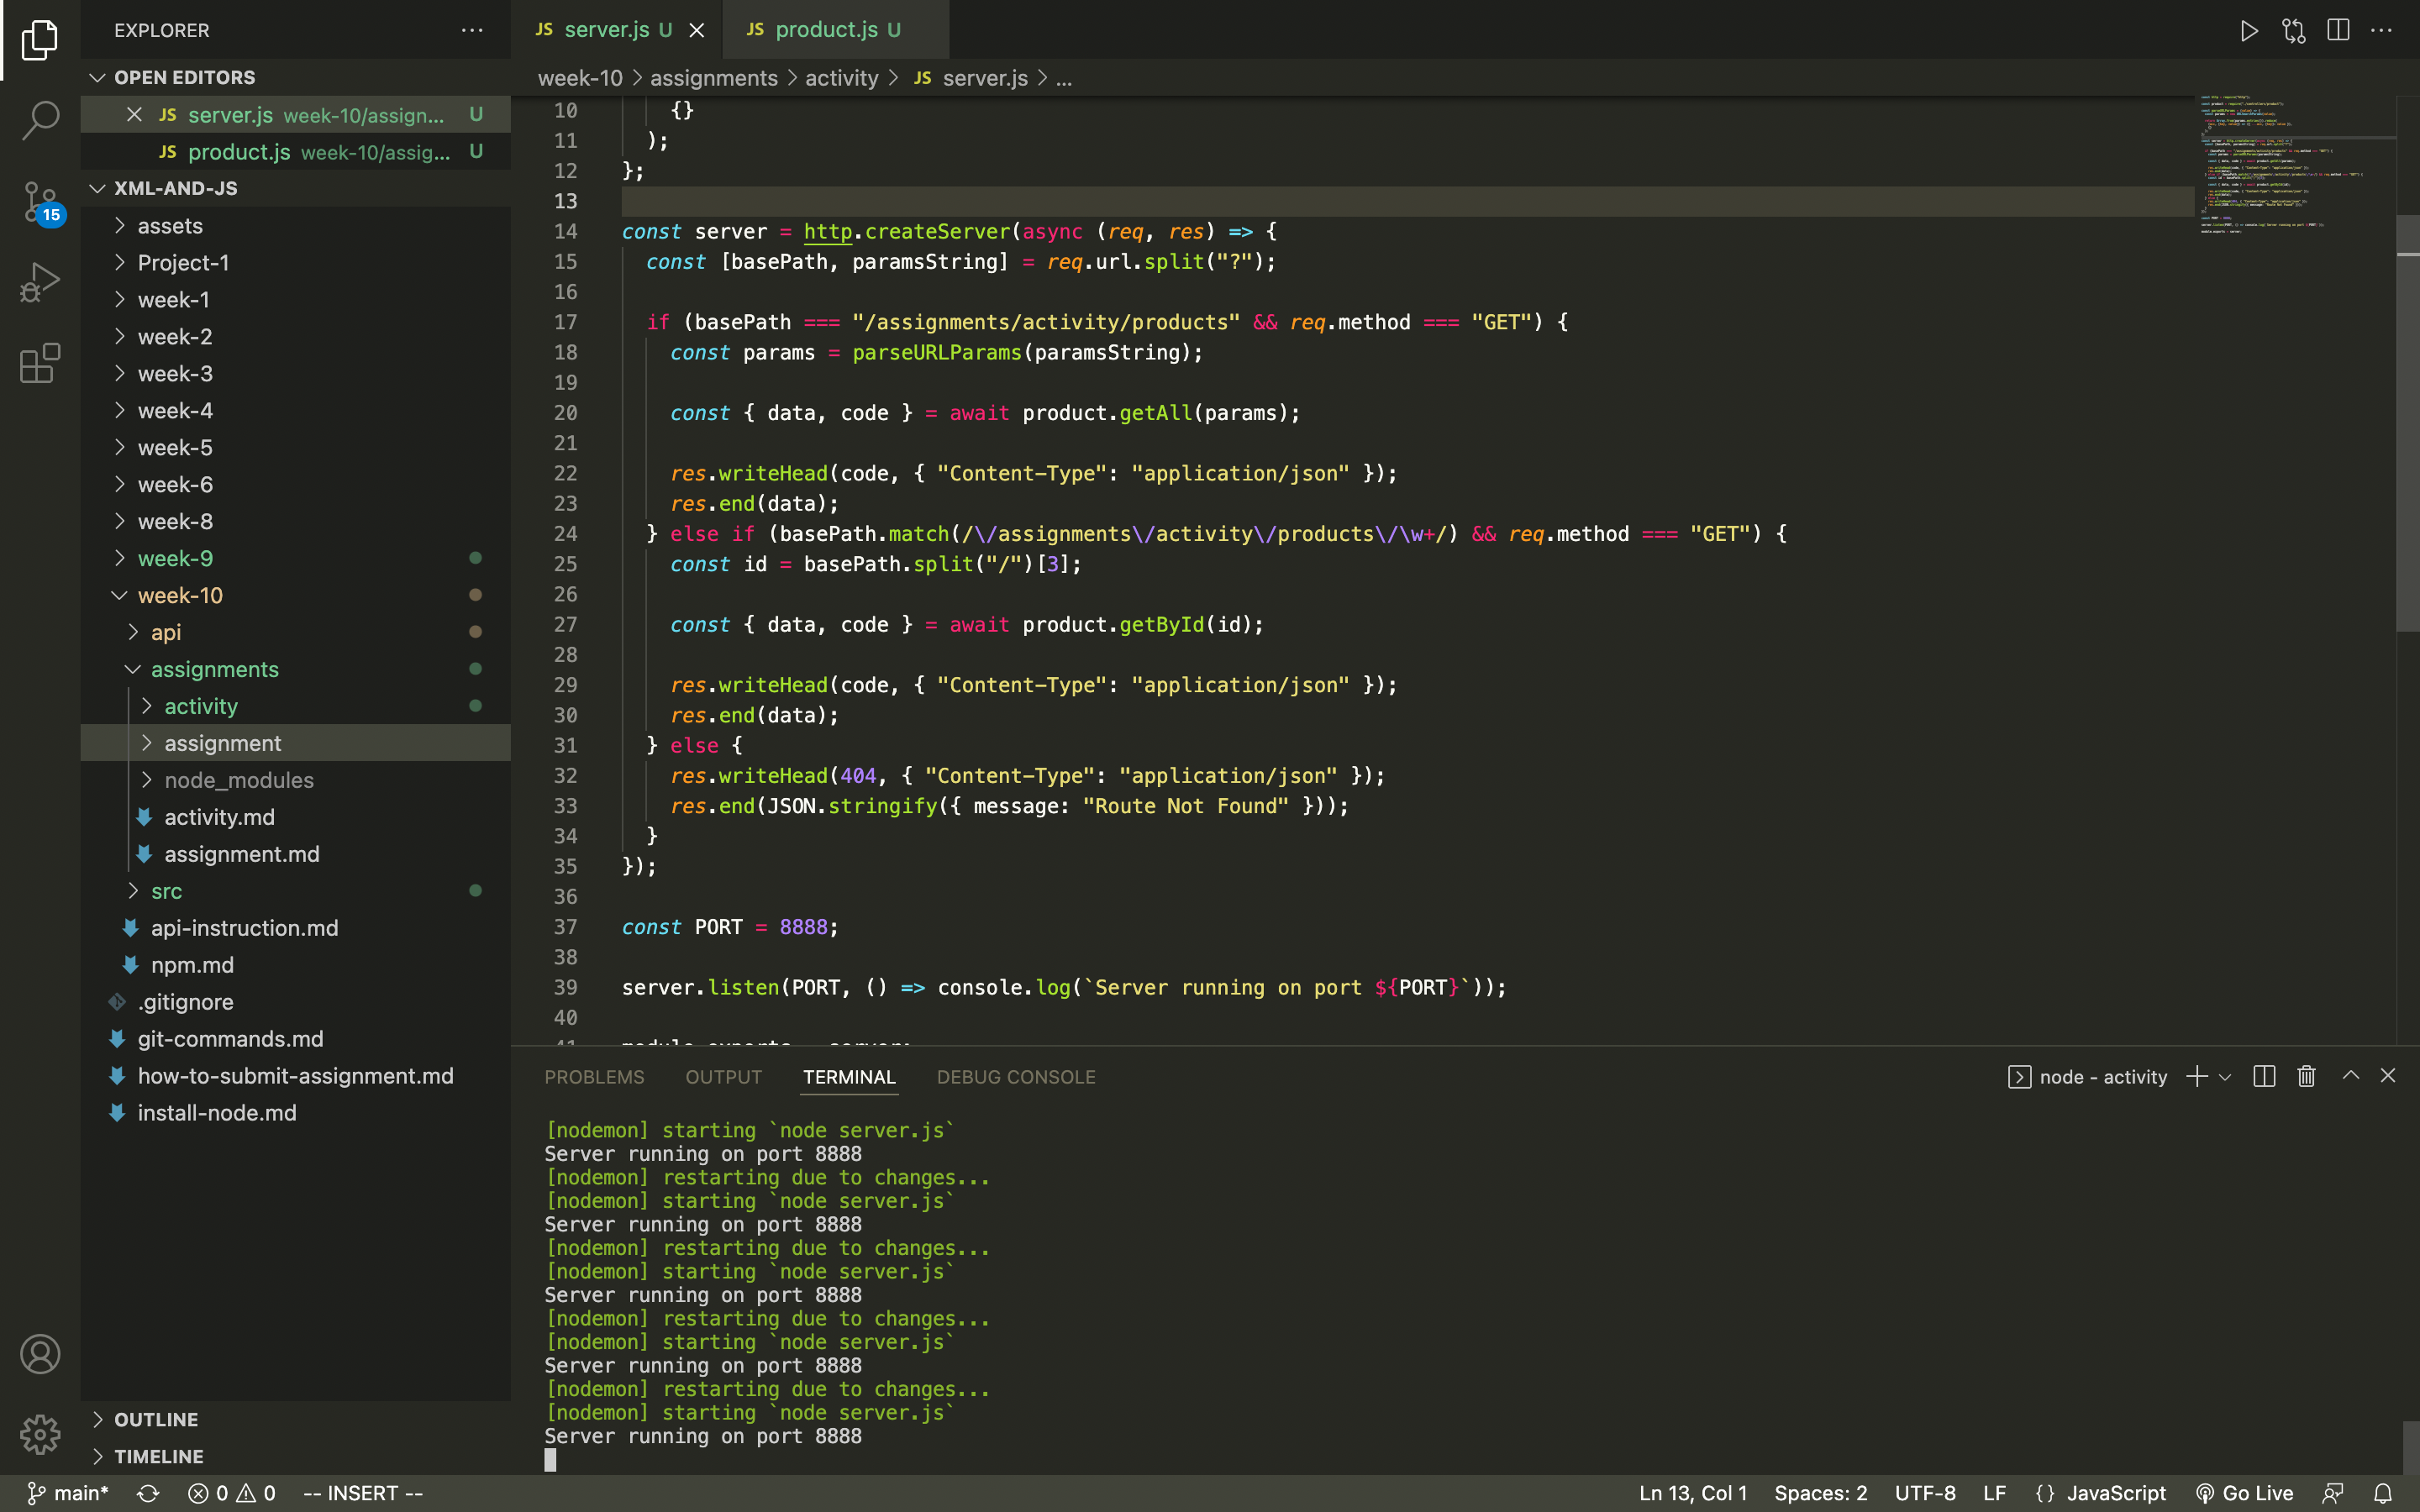 EXPLORER
OPEN EDITORS
JS server.js week-10/assign... U
JS product.js week-10/assig... U
XML-AND-JS
assets
Project-1
week-1
week-2
week-3
week-4
week-5
week-6
week-8
week-9
week-10
api
assignments
activity
assignment
node_modules
activity.md
assignment.md
src
api-instruction.md
npm.md
.gitignore
git-commands.md
how-to-submit-assignment.md
install-node.md
OUTLINE
TIMELINE
15
JS server.js U
JS product.js U
week-10 > assignments > activity > JS server.js > ...
10 {}
11 );
12 };
13
14 const server = http.createServer(async (req, res) => {
15 const [basePath, paramsString] = req.url.split("?");
16
17 if (basePath === "/assignments/activity/products" && req.method === "GET") {
18 const params = parseURLParams(paramsString);
19
20 const { data, code } = await product.getAll(params);
21
22 res.writeHead(code, { "Content-Type": "application/json" });
23 res.end(data);
24 } else if (basePath.match(/\/assignments\/activity\/products\/\w+/) && req.method === "GET") {
25 const id = basePath.split("/")[3];
26
27 const { data, code } = await product.getById(id);
28
29 res.writeHead(code, { "Content-Type": "application/json" });
30 res.end(data);
31 } else {
32 res.writeHead(404, { "Content-Type": "application/json" });
33 res.end(JSON.stringify({ message: "Route Not Found" }));
34 }
35 });
36
37 const PORT = 8888;
38
39 server.listen(PORT, () => console.log(`Server running on port ${PORT}`));
40
41 module.exports = server;
PROBLEMS OUTPUT TERMINAL DEBUG CONSOLE
node - activity
[nodemon] starting `node server.js`
Server running on port 8888
[nodemon] restarting due to changes...
[nodemon] starting `node server.js`
Server running on port 8888
[nodemon] restarting due to changes...
[nodemon] starting `node server.js`
Server running on port 8888
[nodemon] restarting due to changes...
[nodemon] starting `node server.js`
Server running on port 8888
[nodemon] restarting due to changes...
[nodemon] starting `node server.js`
Server running on port 8888
main* 0 0 -- INSERT -- Ln 13, Col 1 Spaces: 2 UTF-8 LF {} JavaScript Go Live